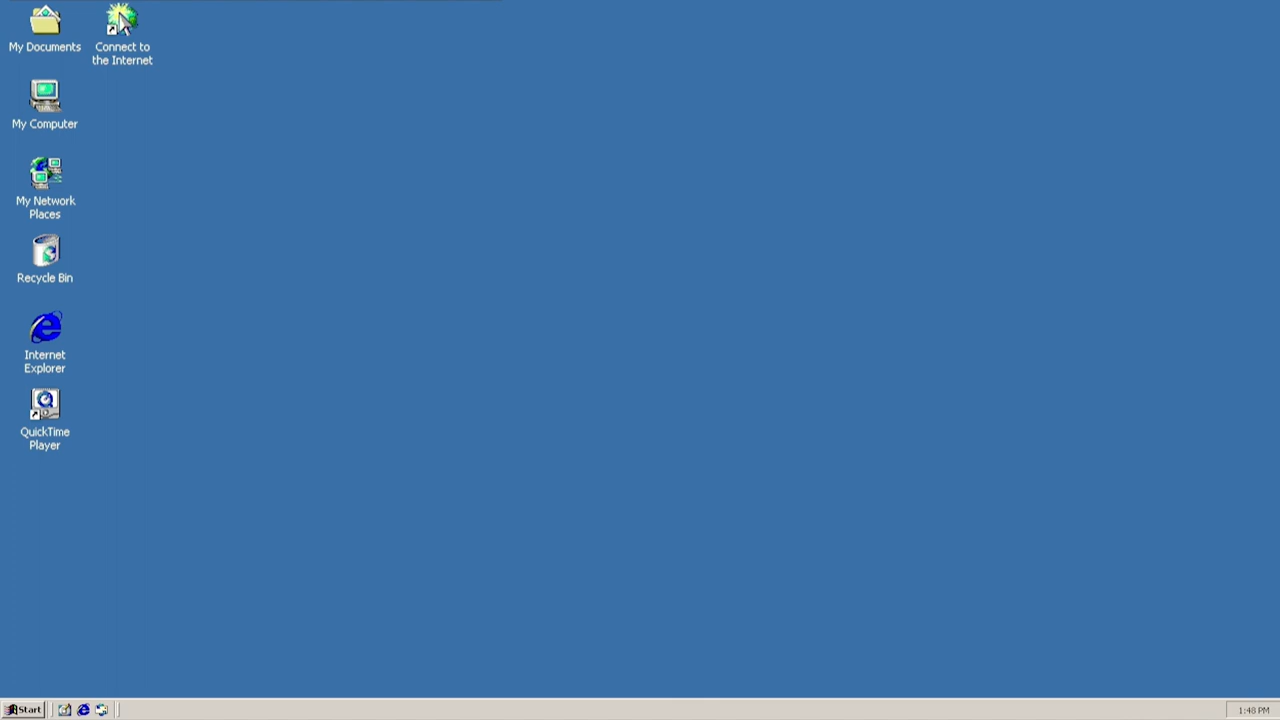 My Documents
Connect to
the Internet
My Computer
My Network
Places
Recycle Bin
Internet
Explorer
QuickTime
Player
Start
1:48 PM